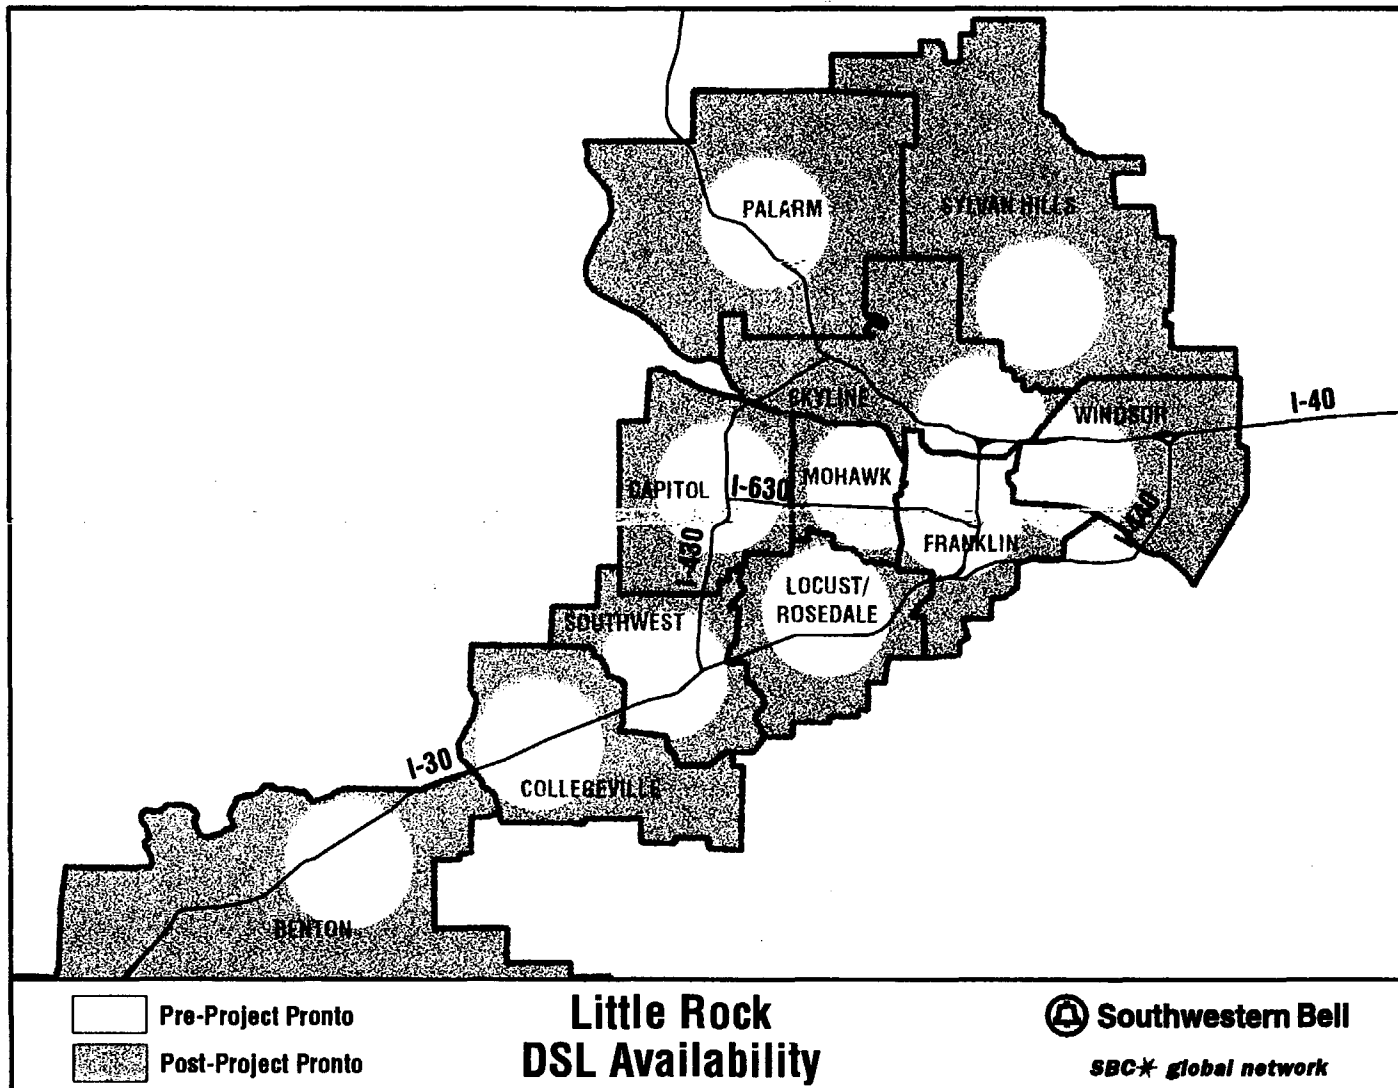 PALARM
SYLVAN HILLS
SKYLINE
WINDSOR
I-40
CAPITOL
I-630
MOHAWK
I-430
FRANKLIN
I-440
LOCUST/
ROSEDALE
SOUTHWEST
I-30
COLLEGEVILLE
BENTON
Pre-Project Pronto
Post-Project Pronto
Little Rock
DSL Availability
Southwestern Bell
SBC global network